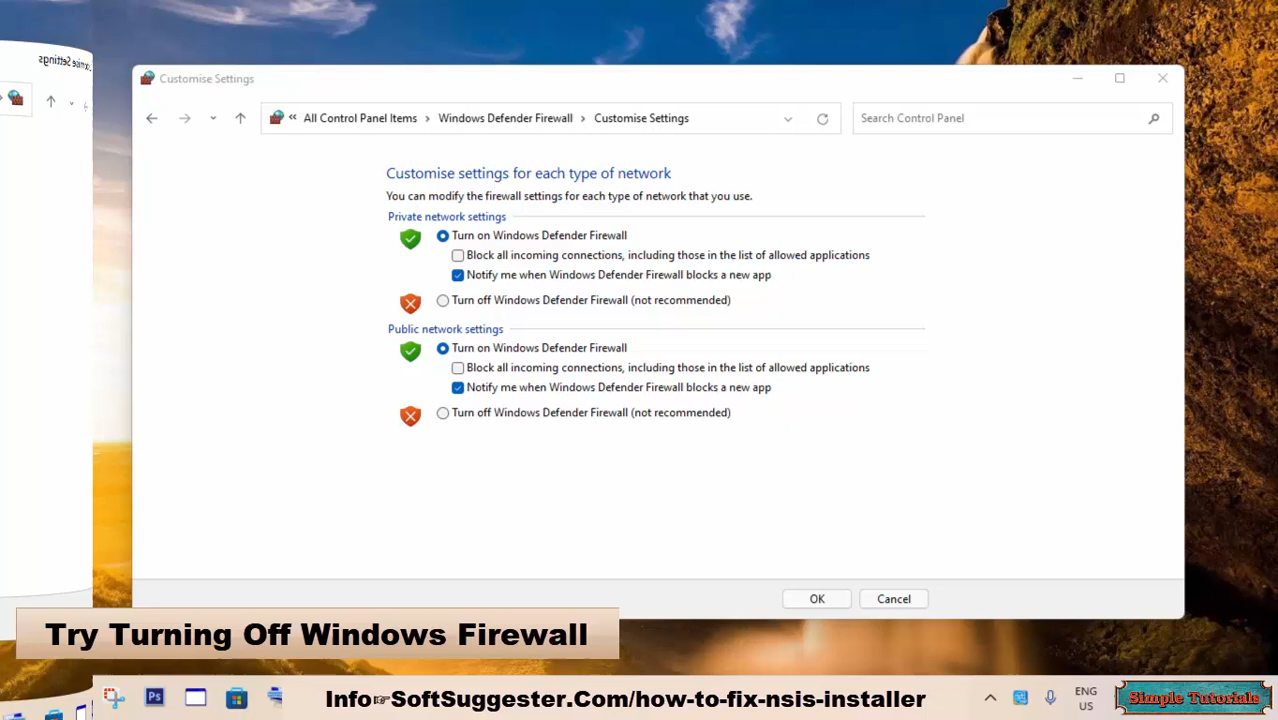 Customise Settings
Customise Settings
« All Control Panel Items › Windows Defender Firewall › Customise Settings
Search Control Panel
Customise settings for each type of network
You can modify the firewall settings for each type of network that you use.
Private network settings
Turn on Windows Defender Firewall
Block all incoming connections, including those in the list of allowed applications
Notify me when Windows Defender Firewall blocks a new app
Turn off Windows Defender Firewall (not recommended)
Public network settings
Turn on Windows Defender Firewall
Block all incoming connections, including those in the list of allowed applications
Notify me when Windows Defender Firewall blocks a new app
Turn off Windows Defender Firewall (not recommended)
OK
Cancel
Try Turning Off Windows Firewall
Ps
Info☞SoftSuggestor.Com/how-to-fix-nsis-installer
ENG
US
Simple Tutorials